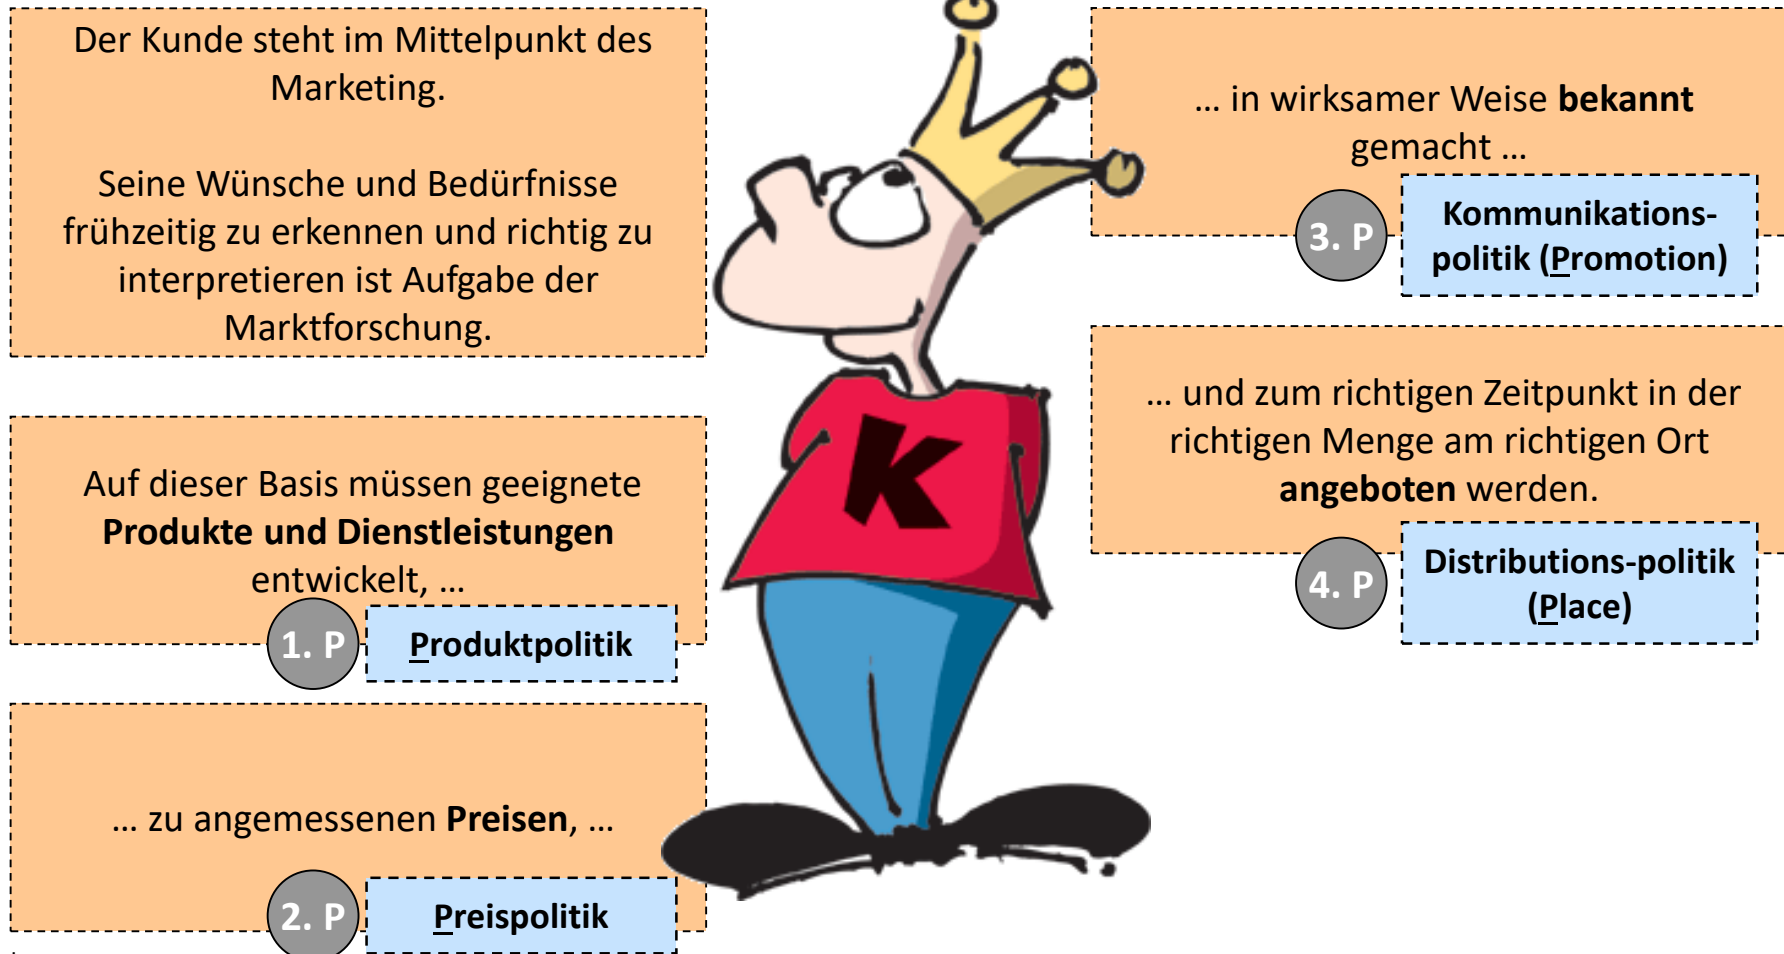 Der Kunde steht im Mittelpunkt des
Marketing.
Seine Wünsche und Bedürfnisse
frühzeitig zu erkennen und richtig zu
interpretieren ist Aufgabe der
Marktforschung.
Auf dieser Basis müssen geeignete
Produkte und Dienstleistungen
entwickelt, …
1. P
Produktpolitik
… zu angemessenen Preisen, …
2. P
Preispolitik
K
… in wirksamer Weise bekannt
gemacht …
3. P
Kommunikations-
politik (Promotion)
… und zum richtigen Zeitpunkt in der
richtigen Menge am richtigen Ort
angeboten werden.
4. P
Distributions-politik
(Place)